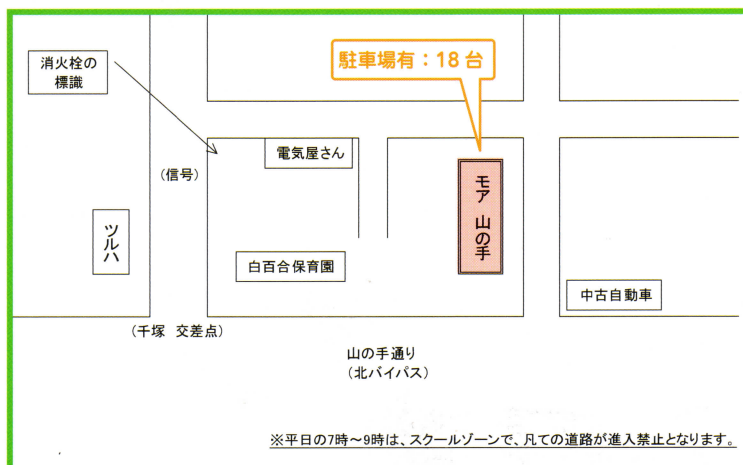 消火栓の
標識
駐車場有：18台
電気屋さん
(信号)
モア 山の手
ツルハ
白百合保育園
中古自動車
(千塚 交差点)
山の手通り
(北バイパス)
※平日の7時～9時は、スクールゾーンで、凡ての道路が進入禁止となります。